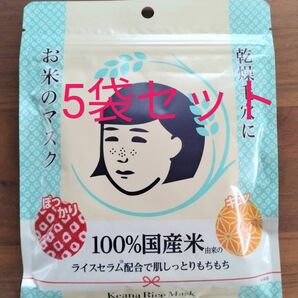 乾燥毛穴に
お米のマスク
5袋セット
ぽっかり
キメ
100%国産米由来の
ライスセラム配合で肌しっとりもちもち
Keana Rice Mask